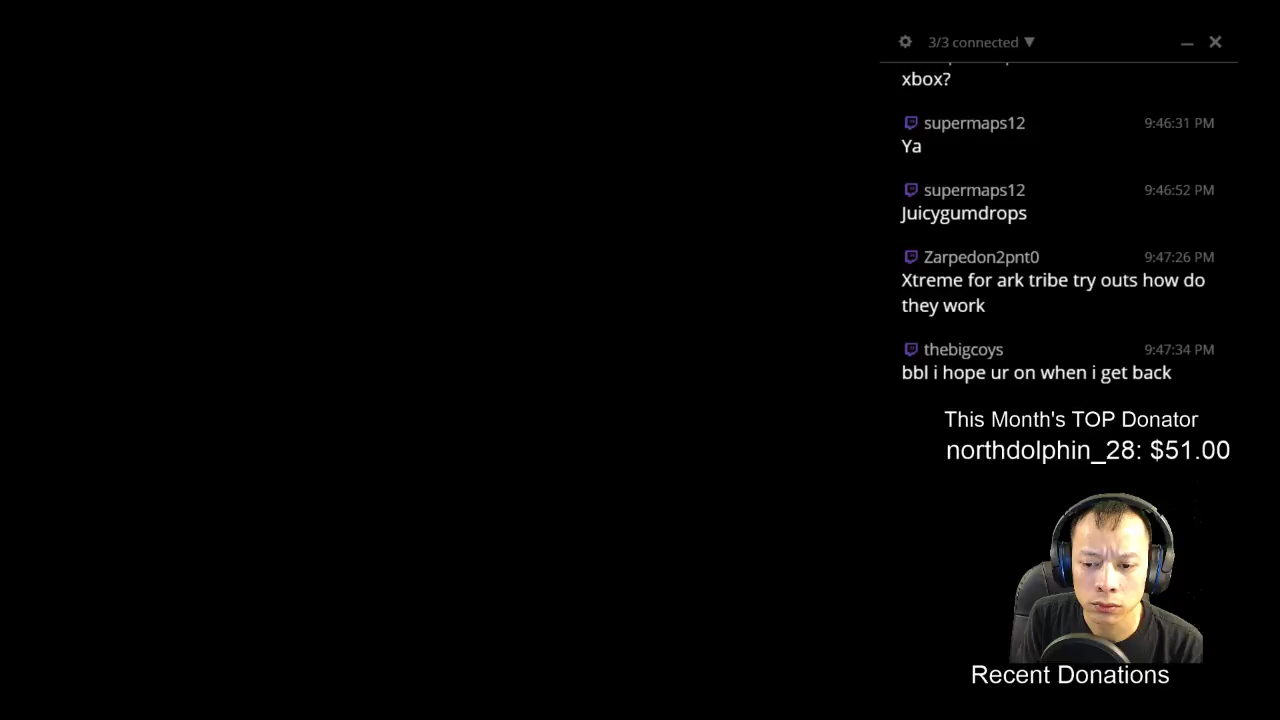 3/3 connected ▼
xbox?
supermaps12 9:46:31 PM
Ya
supermaps12 9:46:52 PM
Juicygumdrops
Zarpedon2pnt0 9:47:26 PM
Xtreme for ark tribe try outs how do
they work
thebigcoys 9:47:34 PM
bbl i hope ur on when i get back
This Month's TOP Donator
northdolphin_28: $51.00
Recent Donations